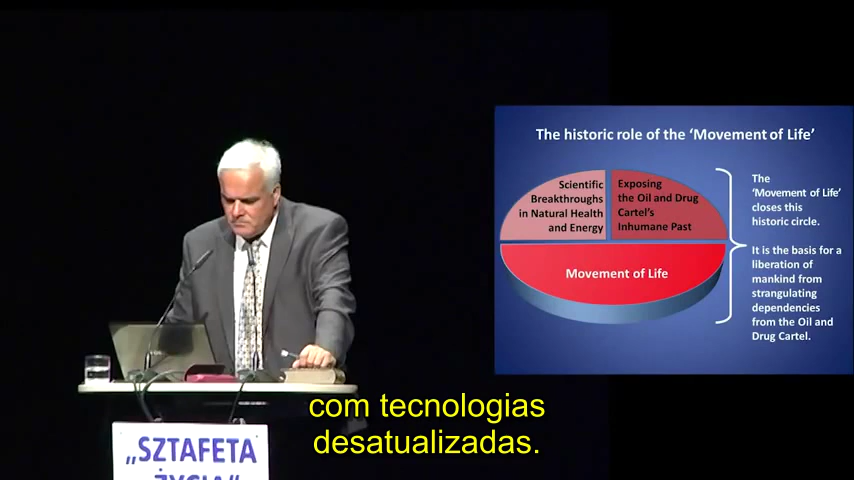 The historic role of the ‘Movement of Life’
Scientific
Breakthroughs
in Natural Health
and Energy
Exposing
the Oil and Drug
Cartel’s
Inhumane Past
Movement of Life
The
‘Movement of Life’
closes this
historic circle.
It is the basis for a
liberation of
mankind from
strangulating
dependencies
from the Oil and
Drug Cartel.
com tecnologias
desatualizadas.
„SZTAFETA
ŻYCIA”